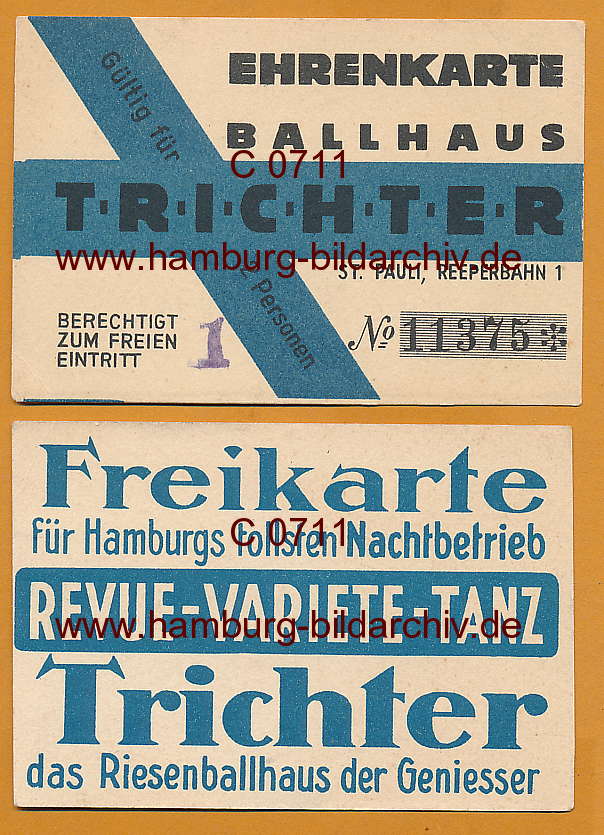 EHRENKARTE
BALLHAUS
C 0711
T·R·I·C·H·T·E·R
www.hamburg-bildarchiv.de
ST. PAULI, REEPERBAHN 1
Gültig für
Personen
BERECHTIGT
ZUM FREIEN
EINTRITT
1
No 11375*
Freikarte
für Hamburgs tollsten Nachtbetrieb
C 0711
REVUE-VARIETE-TANZ
www.hamburg-bildarchiv.de
Trichter
das Riesenballhaus der Geniesser